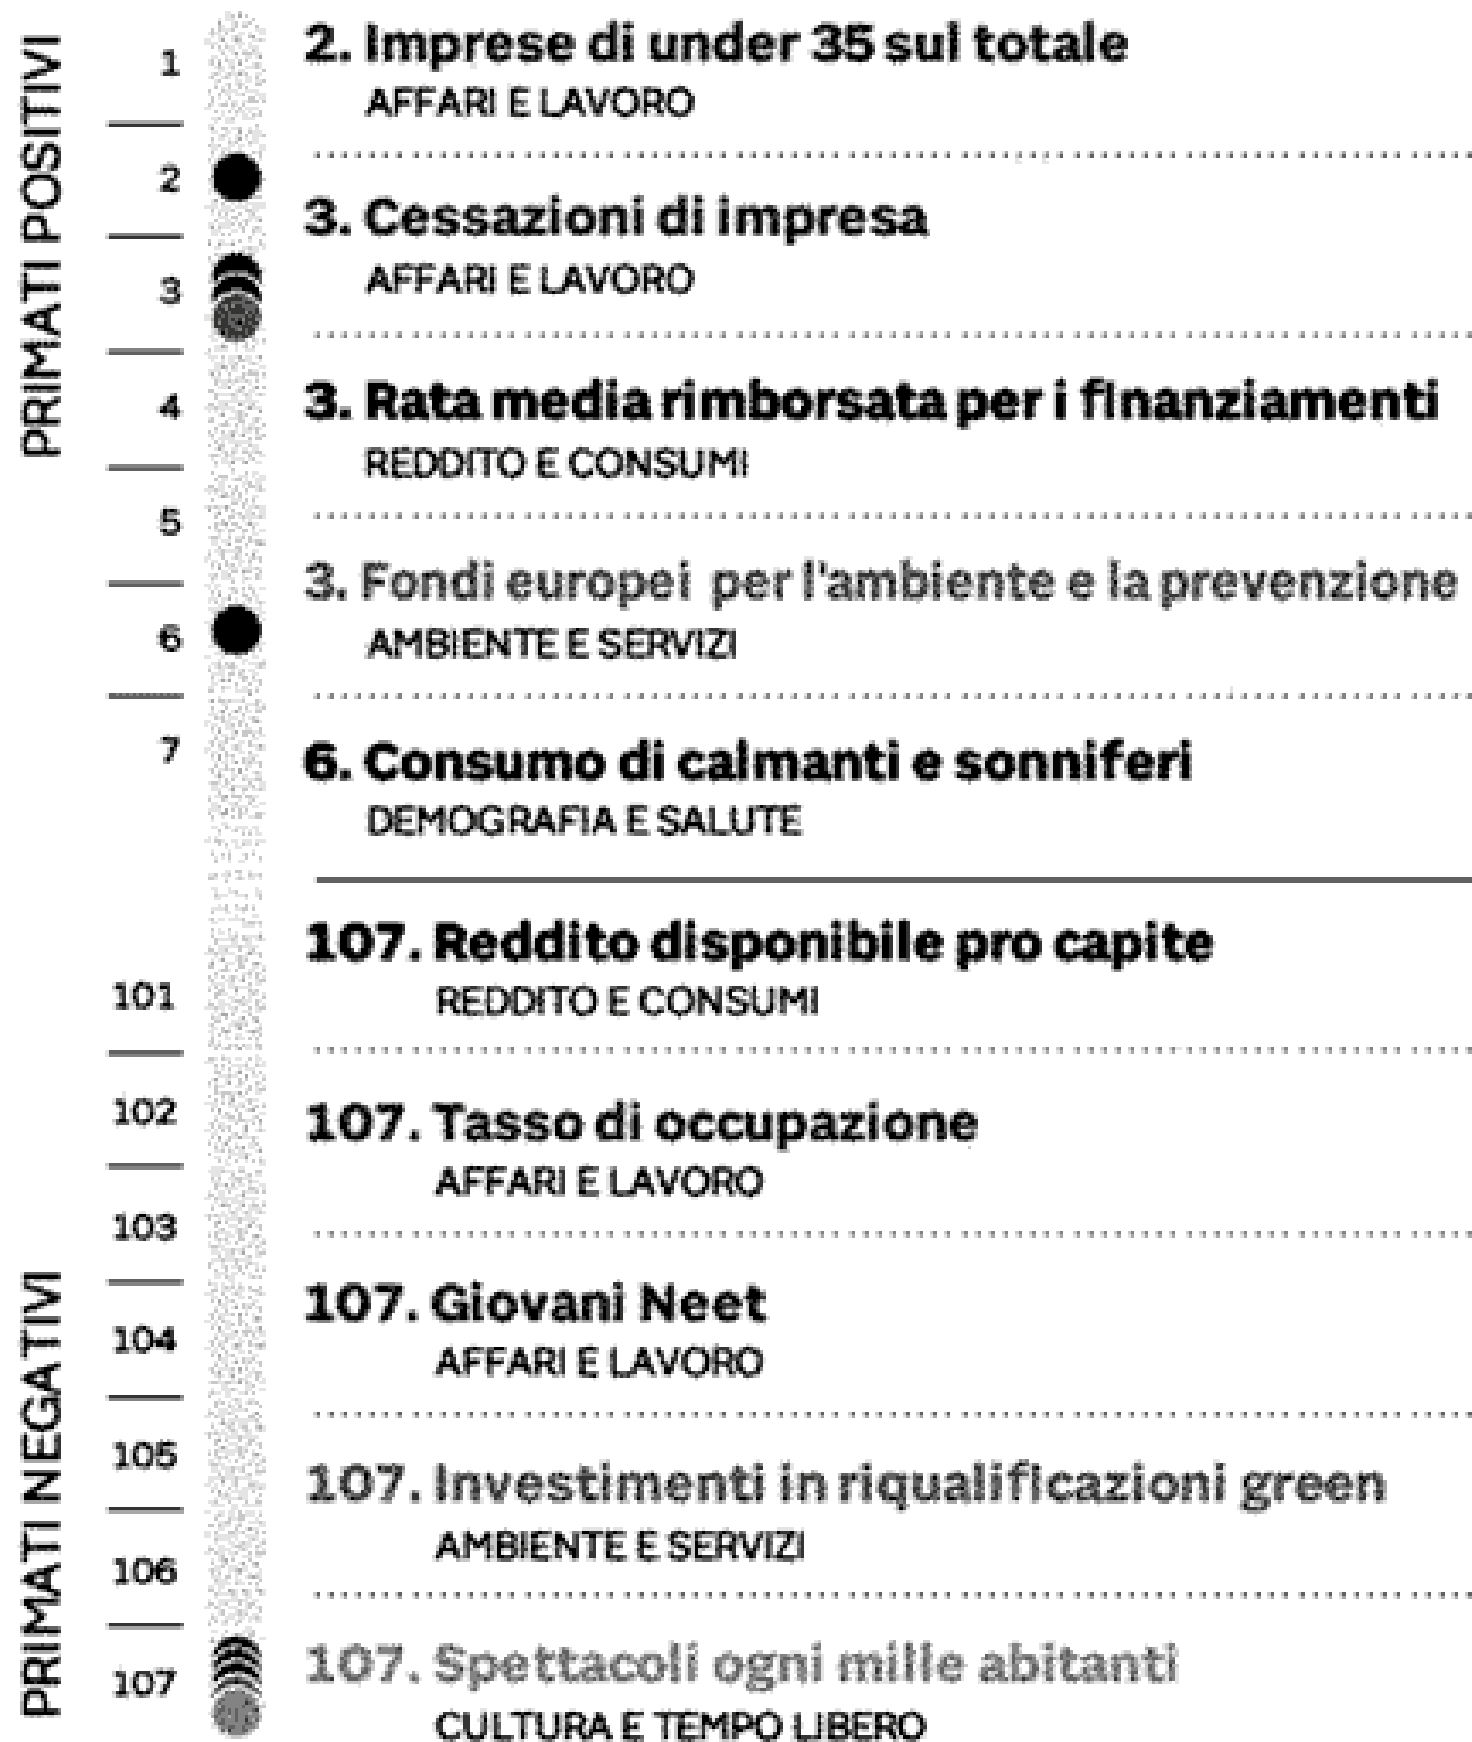 PRIMATI POSITIVI
1
2
3
4
5
6
7
2. Imprese di under 35 sul totale
AFFARI E LAVORO
3. Cessazioni di impresa
AFFARI E LAVORO
3. Rata media rimborsata per i finanziamenti
REDDITO E CONSUMI
3. Fondi europei per l'ambiente e la prevenzione
AMBIENTE E SERVIZI
6. Consumo di calmanti e sonniferi
DEMOGRAFIA E SALUTE
PRIMATI NEGATIVI
101
102
103
104
105
106
107
107. Reddito disponibile pro capite
REDDITO E CONSUMI
107. Tasso di occupazione
AFFARI E LAVORO
107. Giovani Neet
AFFARI E LAVORO
107. Investimenti in riqualificazioni green
AMBIENTE E SERVIZI
107. Spettacoli ogni mille abitanti
CULTURA E TEMPO LIBERO